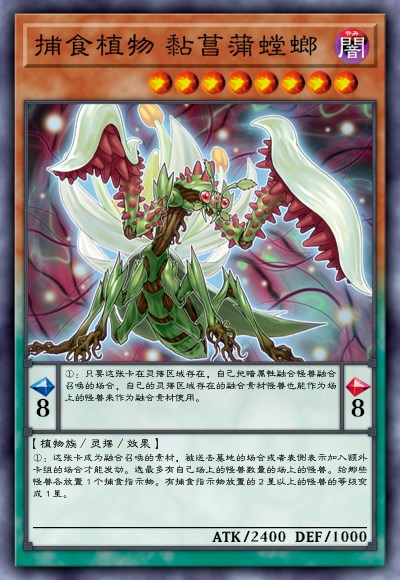 捕食植物 黏菖蒲螳螂
やみ
闇
①:只要这张卡在灵摆区域存在,自己把暗属性融合怪兽融合
召唤的场合,自己的灵摆区域存在的融合素材怪兽也能作为场
上的怪兽来作为融合素材使用。
8
8
【植物族/灵摆/效果】
①:这张卡成为融合召唤的素材,被送去墓地的场合或者表侧表示加入额外
卡组的场合才能发动。选最多有自己场上的怪兽数量的场上的怪兽。给那些
怪兽各放置1个捕食指示物。有捕食指示物放置的2星以上的怪兽的等级变
成1星。
ATK/2400 DEF/1000